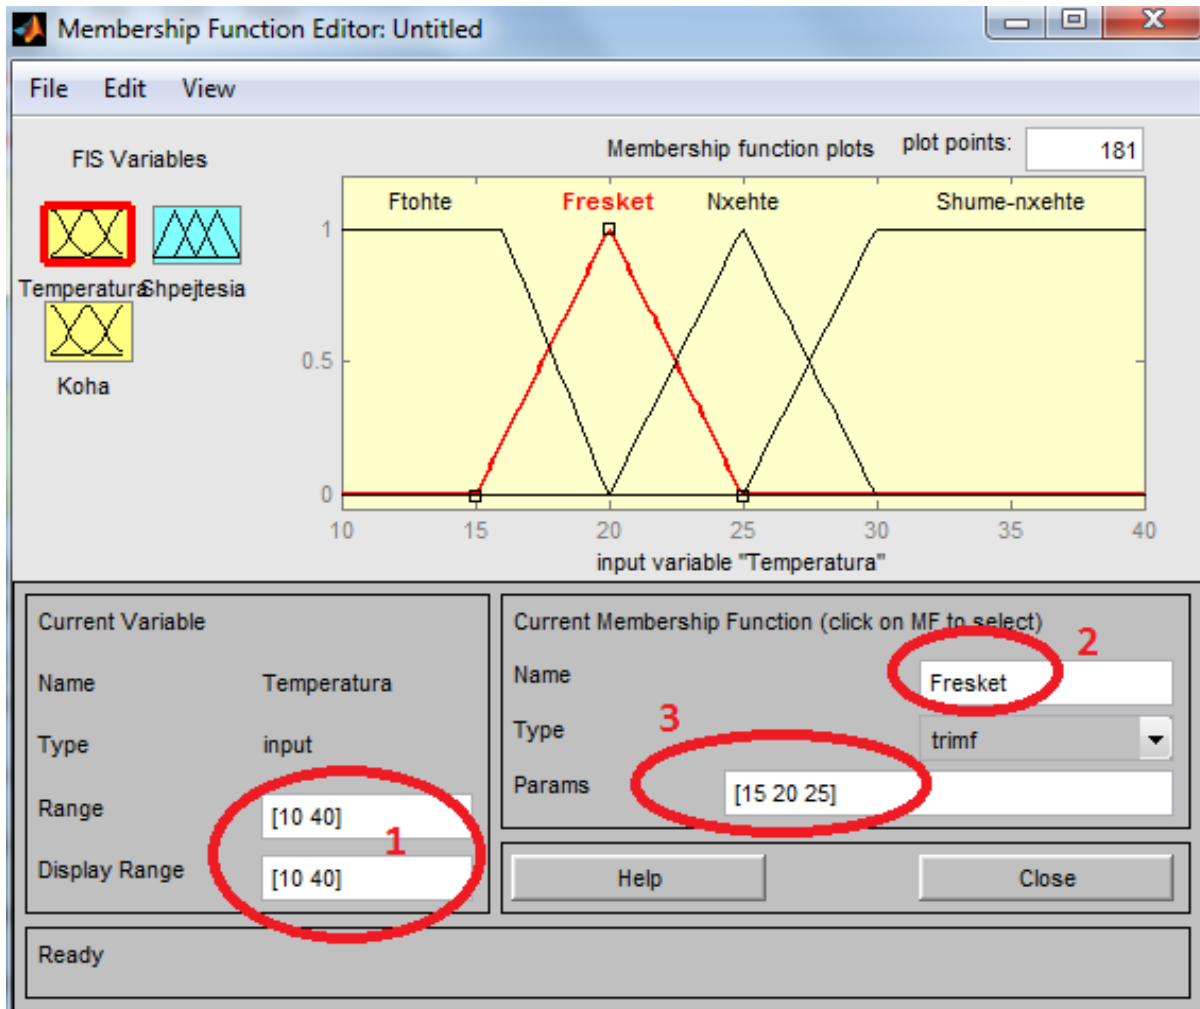 Membership Function Editor: Untitled
File Edit View
FIS Variables
Membership function plots plot points: 181
Ftohte Fresket Nxehte Shume-nxehte
Temperatura Shpejtesia
Koha
1
0.5
0
10 15 20 25 30 35 40
input variable "Temperatura"
Current Variable
Name Temperatura
Type input
Range [10 40]
1
Display Range [10 40]
Current Membership Function (click on MF to select)
2
Name Fresket
3
Type trimf
Params [15 20 25]
Help Close
Ready